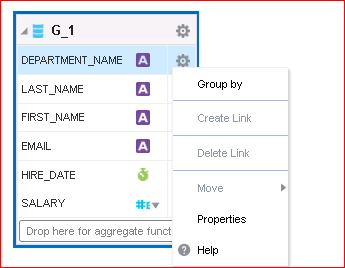 G_1
DEPARTMENT_NAME A
LAST_NAME A
FIRST_NAME A
EMAIL A
HIRE_DATE
SALARY #E
Drop here for aggregate funct
Group by
Create Link
Delete Link
Move
Properties
? Help